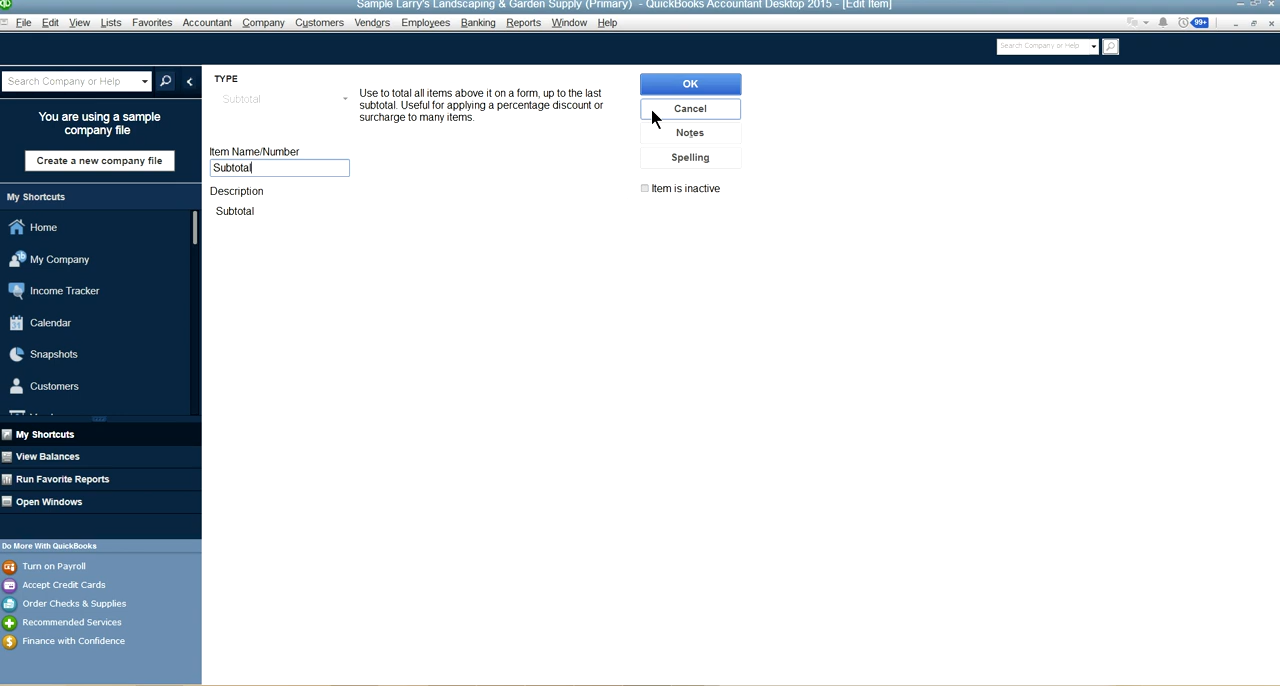 Sample Larry's Landscaping & Garden Supply (Primary) - QuickBooks Accountant Desktop 2015 - [Edit Item]
File Edit View Lists Favorites Accountant Company Customers Vendors Employees Banking Reports Window Help
99+
Search Company or Help
Search Company or Help
You are using a sample
company file
Create a new company file
My Shortcuts
Home
My Company
Income Tracker
Calendar
Snapshots
Customers
My Shortcuts
View Balances
Run Favorite Reports
Open Windows
Do More With QuickBooks
Turn on Payroll
Accept Credit Cards
Order Checks & Supplies
Recommended Services
Finance with Confidence
TYPE
Subtotal
Use to total all items above it on a form, up to the last
subtotal. Useful for applying a percentage discount or
surcharge to many items.
Item Name/Number
Subtotal
Description
Subtotal
OK
Cancel
Notes
Spelling
Item is inactive